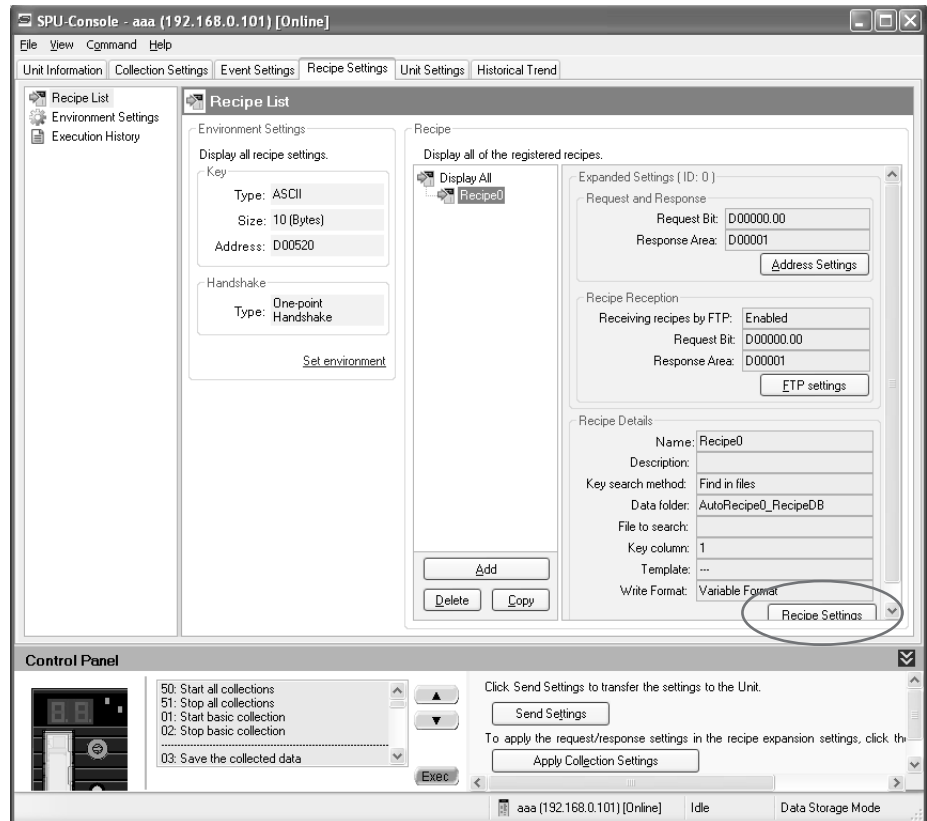 SPU-Console - aaa (192.168.0.101) [Online]
File View Command Help
Unit Information Collection Settings Event Settings Recipe Settings Unit Settings Historical Trend
Recipe List
Environment Settings
Execution History
Recipe List
Environment Settings
Display all recipe settings.
Key
Type: ASCII
Size: 10 (Bytes)
Address: D00520
Handshake
Type: One-point Handshake
Set environment
Recipe
Display all of the registered recipes.
Display All
Recipe0
Add
Delete Copy
Expanded Settings ( ID: 0 )
Request and Response
Request Bit: D00000.00
Response Area: D00001
Address Settings
Recipe Reception
Receiving recipes by FTP: Enabled
Request Bit: D00000.00
Response Area: D00001
FTP settings
Recipe Details
Name: Recipe0
Description:
Key search method: Find in files
Data folder: AutoRecipe0_RecipeDB
File to search:
Key column: 1
Template: ---
Write Format: Variable Format
Recipe Settings
Control Panel
8.8.
50: Start all collections
51: Stop all collections
01: Start basic collection
02: Stop basic collection
03: Save the collected data
Exec
Click Send Settings to transfer the settings to the Unit.
Send Settings
To apply the request/response settings in the recipe expansion settings, click
Apply Collection Settings
aaa (192.168.0.101) [Online] Idle Data Storage Mode